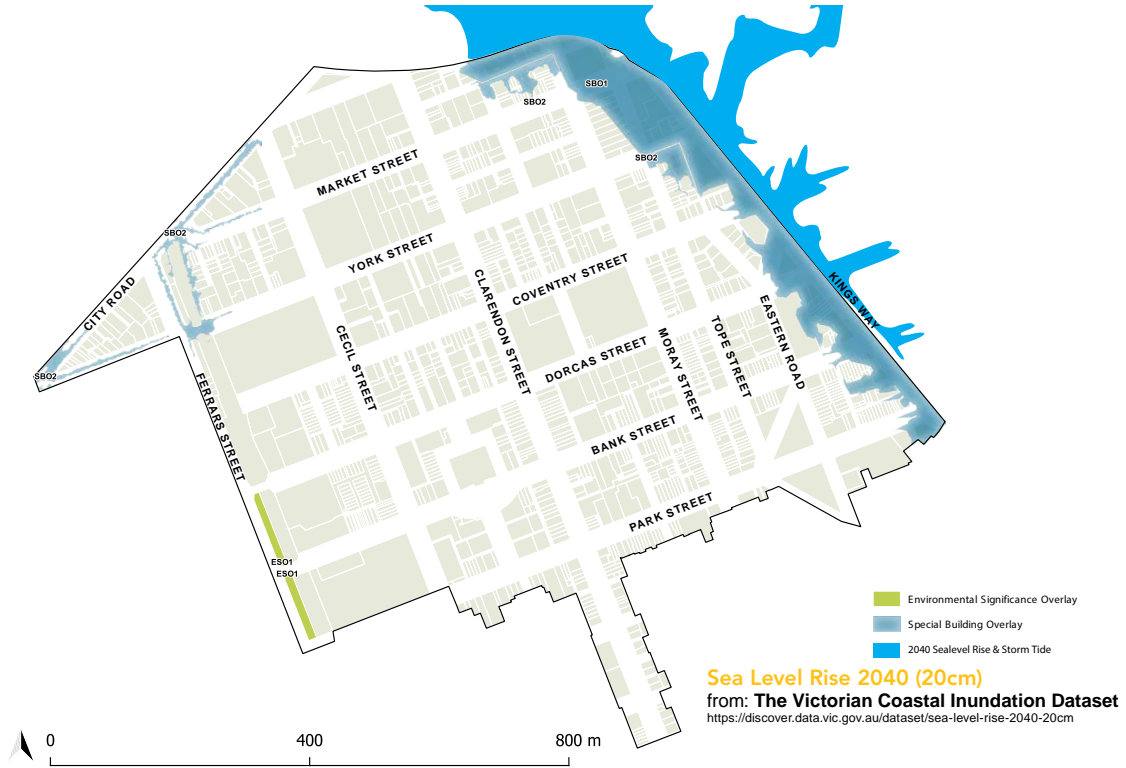 SBO1
SBO2
SBO2
MARKET STREET
SBO2
YORK STREET
COVENTRY STREET
CLARENDON STREET
CITY ROAD
KINGS WAY
EASTERN ROAD
TOPE STREET
MORAY STREET
CECIL STREET
DORCAS STREET
SBO2
FERRARS STREET
BANK STREET
PARK STREET
ESO1
ESO1
Environmental Significance Overlay
Special Building Overlay
2040 Sealevel Rise & Storm Tide
Sea Level Rise 2040 (20cm)
from: The Victorian Coastal Inundation Dataset
https://discover.data.vic.gov.au/dataset/sea-level-rise-2040-20cm
0 400 800 m